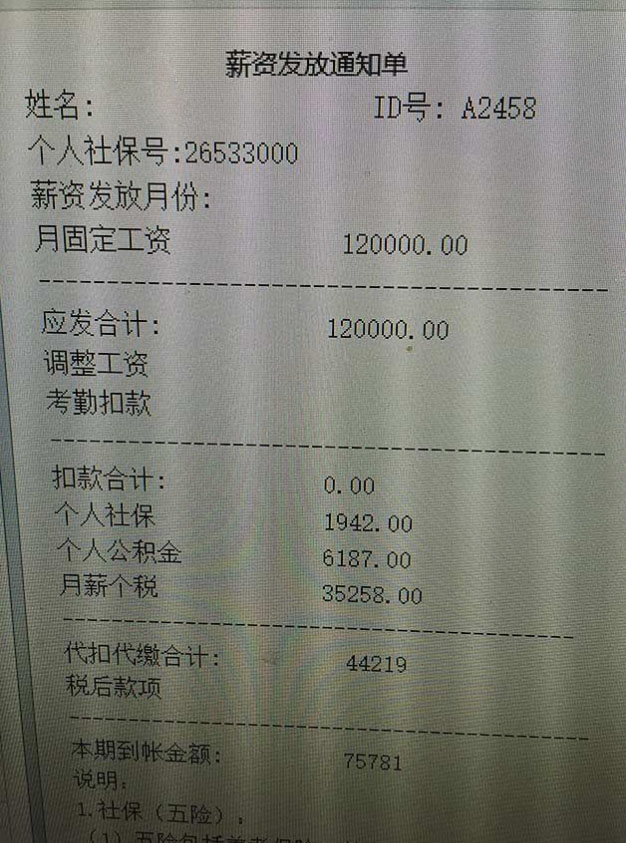 薪资发放通知单
姓名: ID号: A2458
个人社保号:26533000
薪资发放月份:
月固定工资 120000.00
应发合计: 120000.00
调整工资
考勤扣款
扣款合计: 0.00
个人社保 1942.00
个人公积金 6187.00
月薪个税 35258.00
代扣代缴合计: 44219
税后款项
本期到帐金额: 75781
说明:
1.社保（五险）,
（1）五险包括养老保险